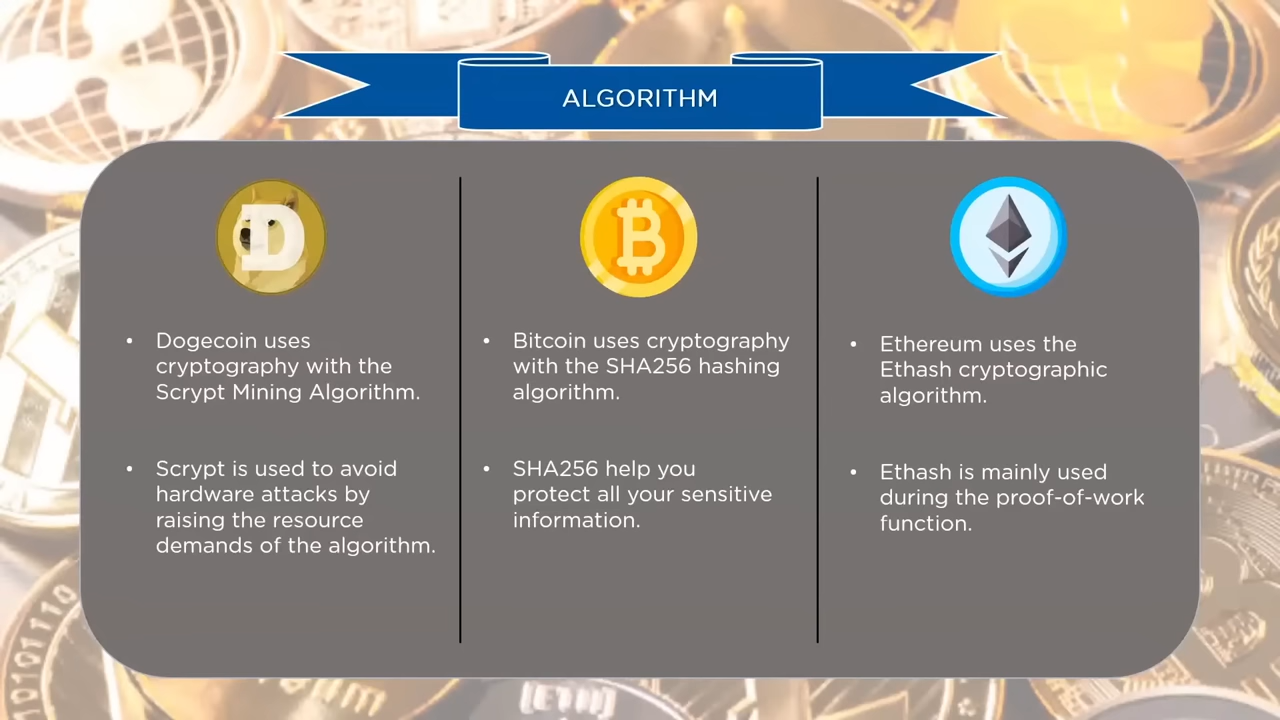 ALGORITHM
Dogecoin uses
cryptography with the
Scrypt Mining Algorithm.
Scrypt is used to avoid
hardware attacks by
raising the resource
demands of the algorithm.
Bitcoin uses cryptography
with the SHA256 hashing
algorithm.
SHA256 help you
protect all your sensitive
information.
Ethereum uses the
Ethash cryptographic
algorithm.
Ethash is mainly used
during the proof-of-work
function.